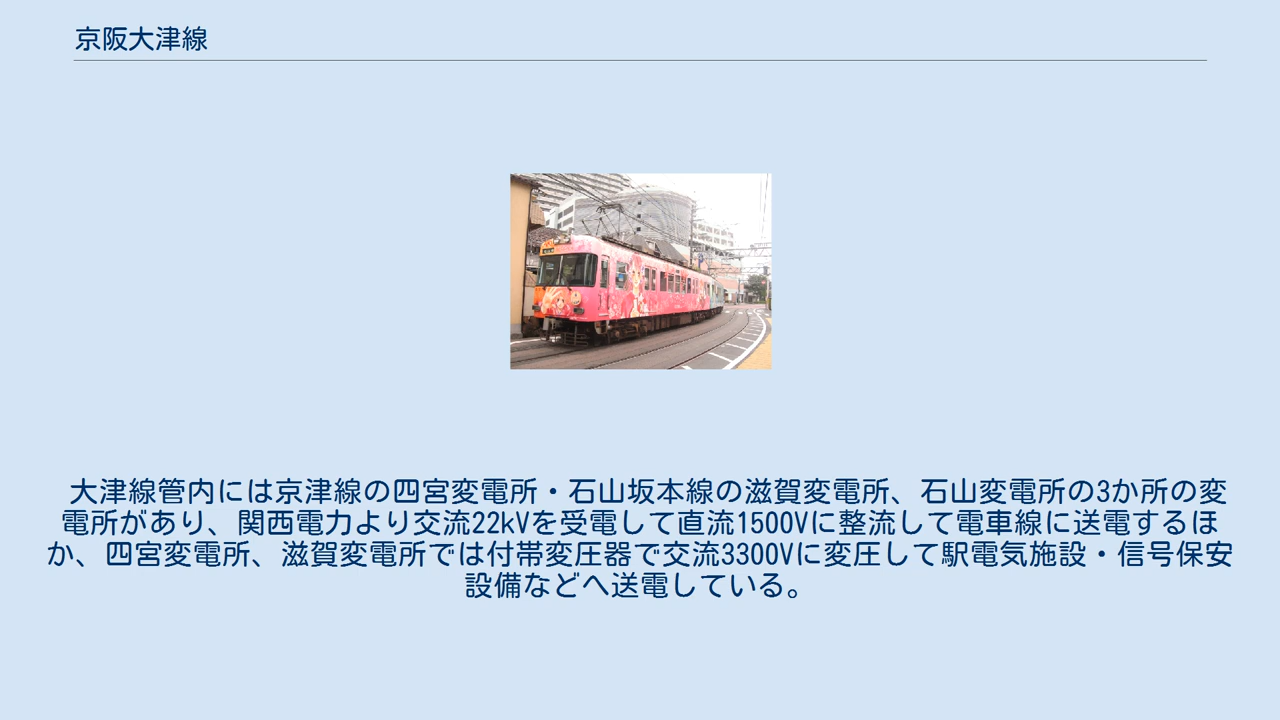 京阪大津線
大津線管内には京津線の四宮変電所・石山坂本線の滋賀変電所、石山変電所の3か所の変
電所があり、関西電力より交流22kVを受電して直流1500Vに整流して電車線に送電するほ
か、四宮変電所、滋賀変電所では付帯変圧器で交流3300Vに変圧して駅電気施設・信号保安
設備などへ送電している。